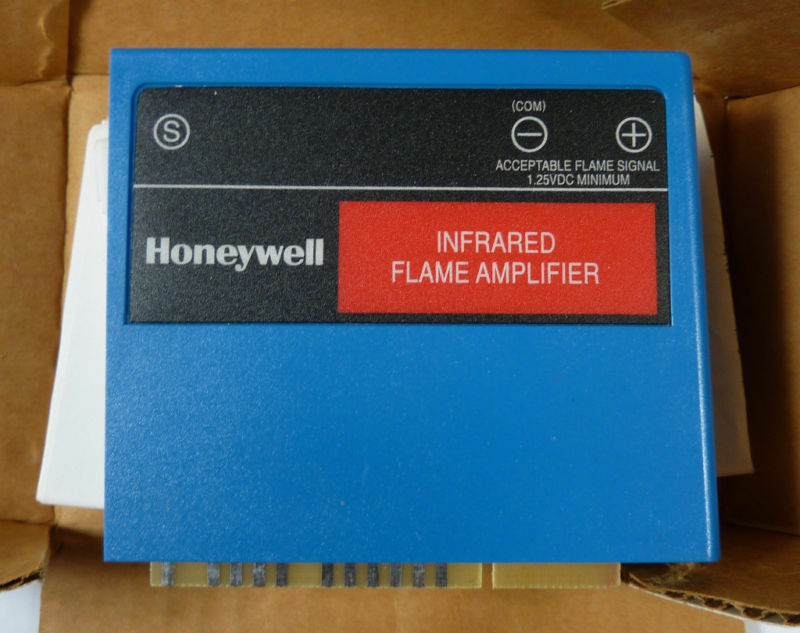 S
(COM)
− +
ACCEPTABLE FLAME SIGNAL
1.25VDC MINIMUM
Honeywell
INFRARED
FLAME AMPLIFIER